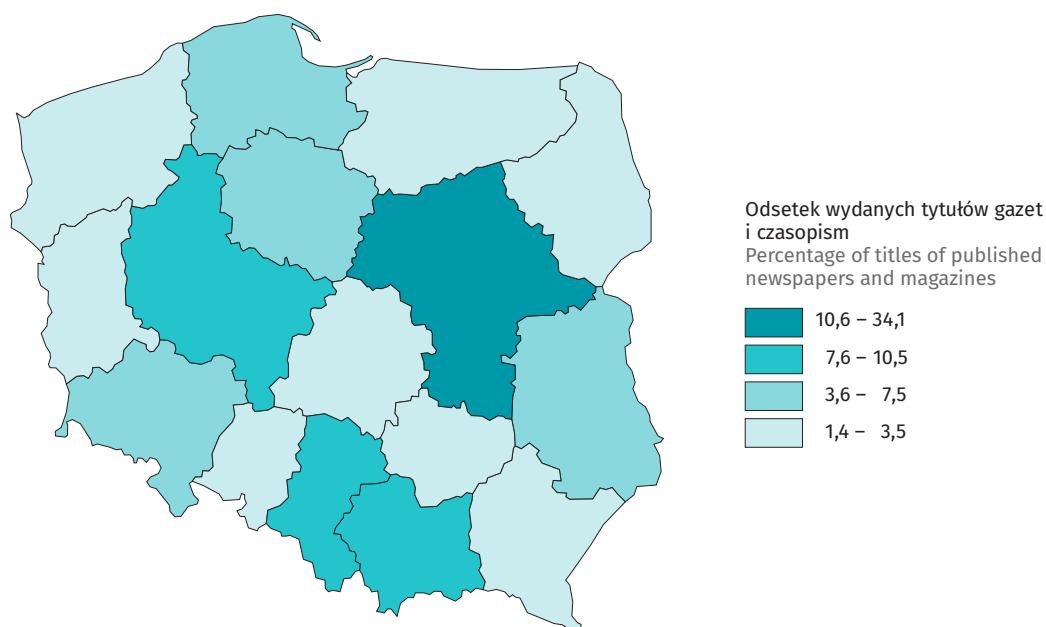 Odsetek wydanych tytułów gazet
i czasopism
Percentage of titles of published
newspapers and magazines
10,6 – 34,1
7,6 – 10,5
3,6 – 7,5
1,4 – 3,5